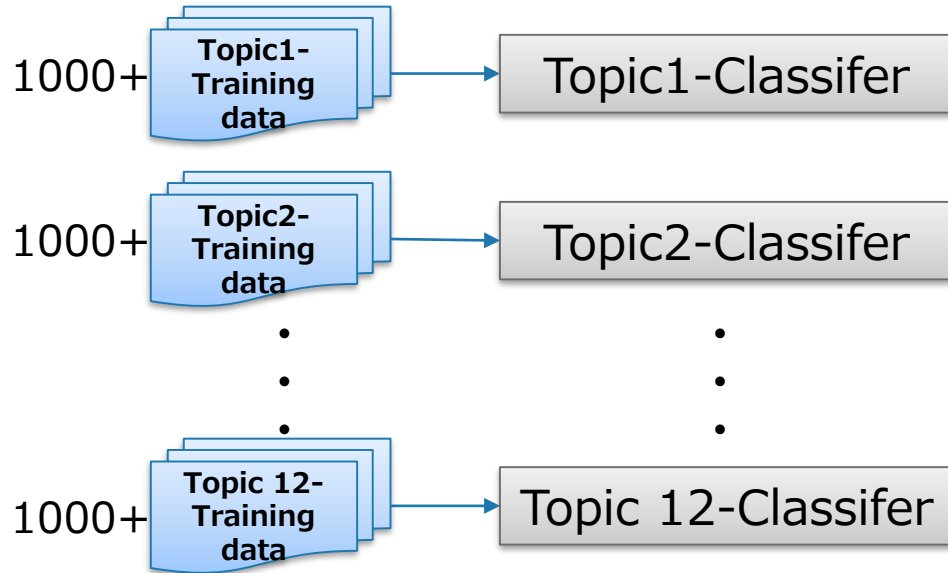 1000+
Topic1-
Training
data
Topic1-Classifer
1000+
Topic2-
Training
data
Topic2-Classifer
1000+
Topic 12-
Training
data
Topic 12-Classifer